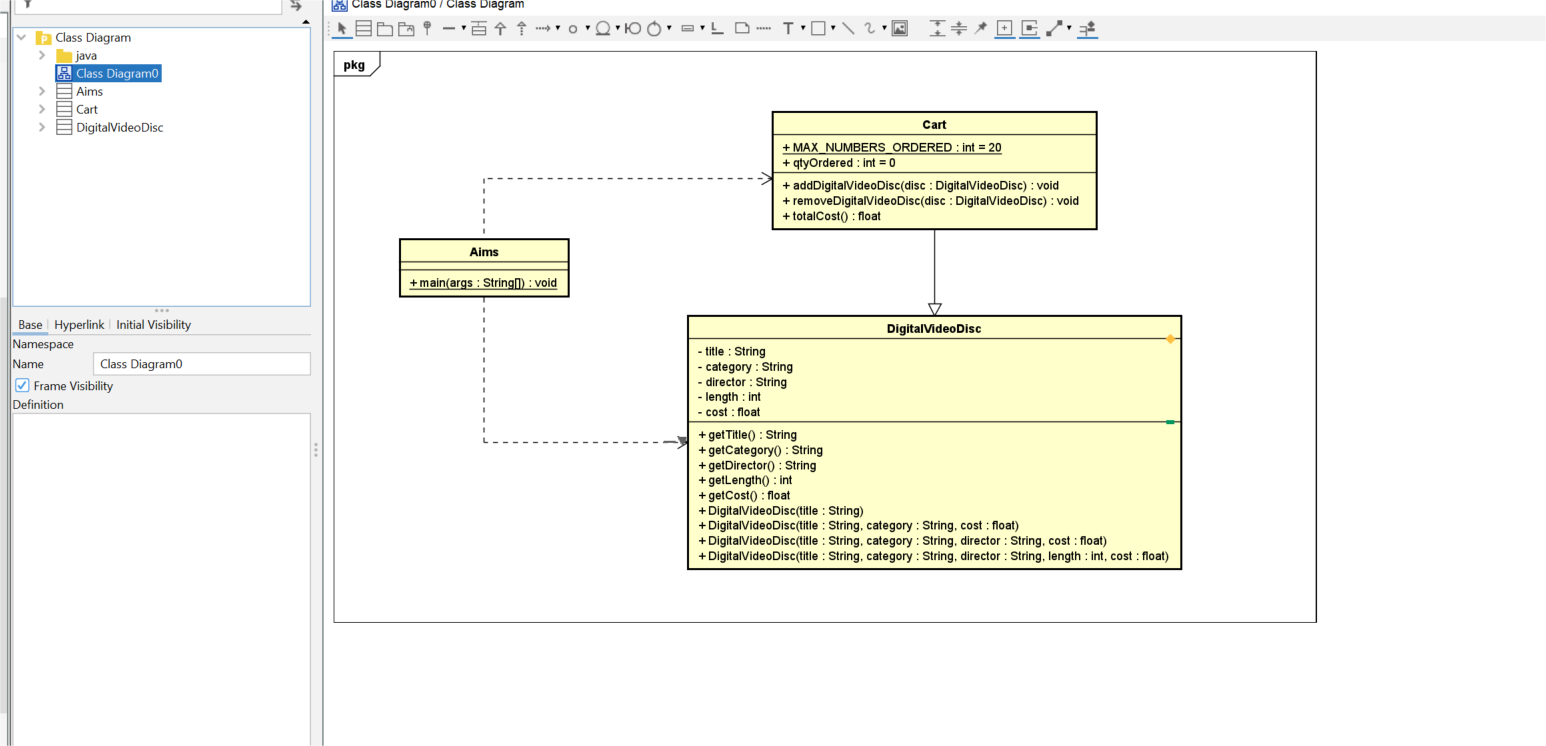 Class Diagram0 / Class Diagram
Class Diagram
java
Class Diagram0
Aims
Cart
DigitalVideoDisc
Base
Hyperlink
Initial Visibility
Namespace
Name
Class Diagram0
Frame Visibility
Definition
T
pkg
Cart
+ MAX_NUMBERS_ORDERED : int = 20
+ qtyOrdered : int = 0
+ addDigitalVideoDisc(disc : DigitalVideoDisc) : void
+ removeDigitalVideoDisc(disc : DigitalVideoDisc) : void
+ totalCost() : float
Aims
+ main(args : String[]) : void
DigitalVideoDisc
- title : String
- category : String
- director : String
- length : int
- cost : float
+ getTitle() : String
+ getCategory() : String
+ getDirector() : String
+ getLength() : int
+ getCost() : float
+ DigitalVideoDisc(title : String)
+ DigitalVideoDisc(title : String, category : String, cost : float)
+ DigitalVideoDisc(title : String, category : String, director : String, cost : float)
+ DigitalVideoDisc(title : String, category : String, director : String, length : int, cost : float)